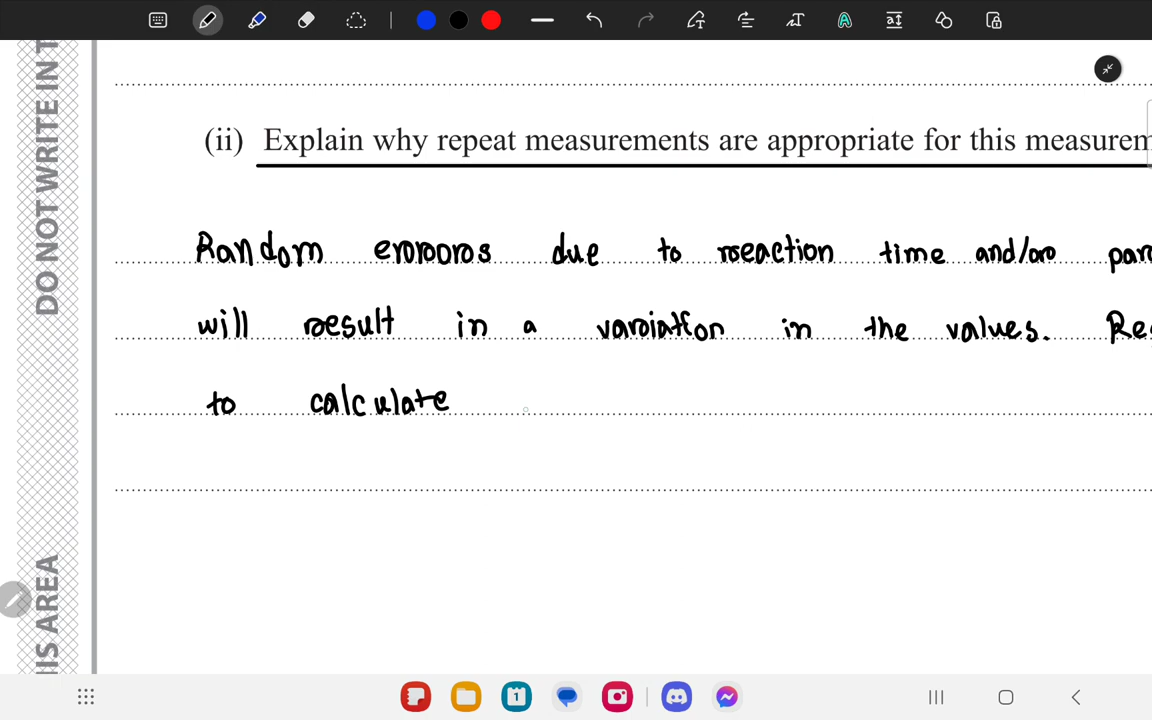 DO NOT WRITE IN T
(ii) Explain why repeat measurements are appropriate for this measurem
Random errors due to reaction time and/or par
will result in a variation in the values. Re
to calculate
IS AREA